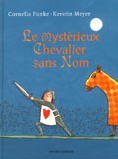 Cornelia Funke - Kerstin Meyer
Le mystérieux
Chevalier
sans Nom